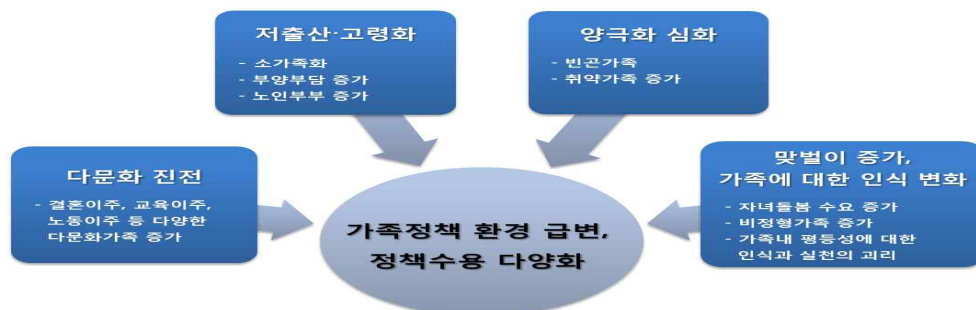 저출산·고령화
- 소가족화
- 부양부담 증가
- 노인부부 증가
양극화 심화
- 빈곤가족
- 취약가족 증가
다문화 진전
- 결혼이주, 교육이주,
노동이주 등 다양한
다문화가족 증가
맞벌이 증가,
가족에 대한 인식 변화
- 자녀돌봄 수요 증가
- 비정형가족 증가
- 가족내 평등성에 대한
인식과 실천의 괴리
가족정책 환경 급변,
정책수용 다양화